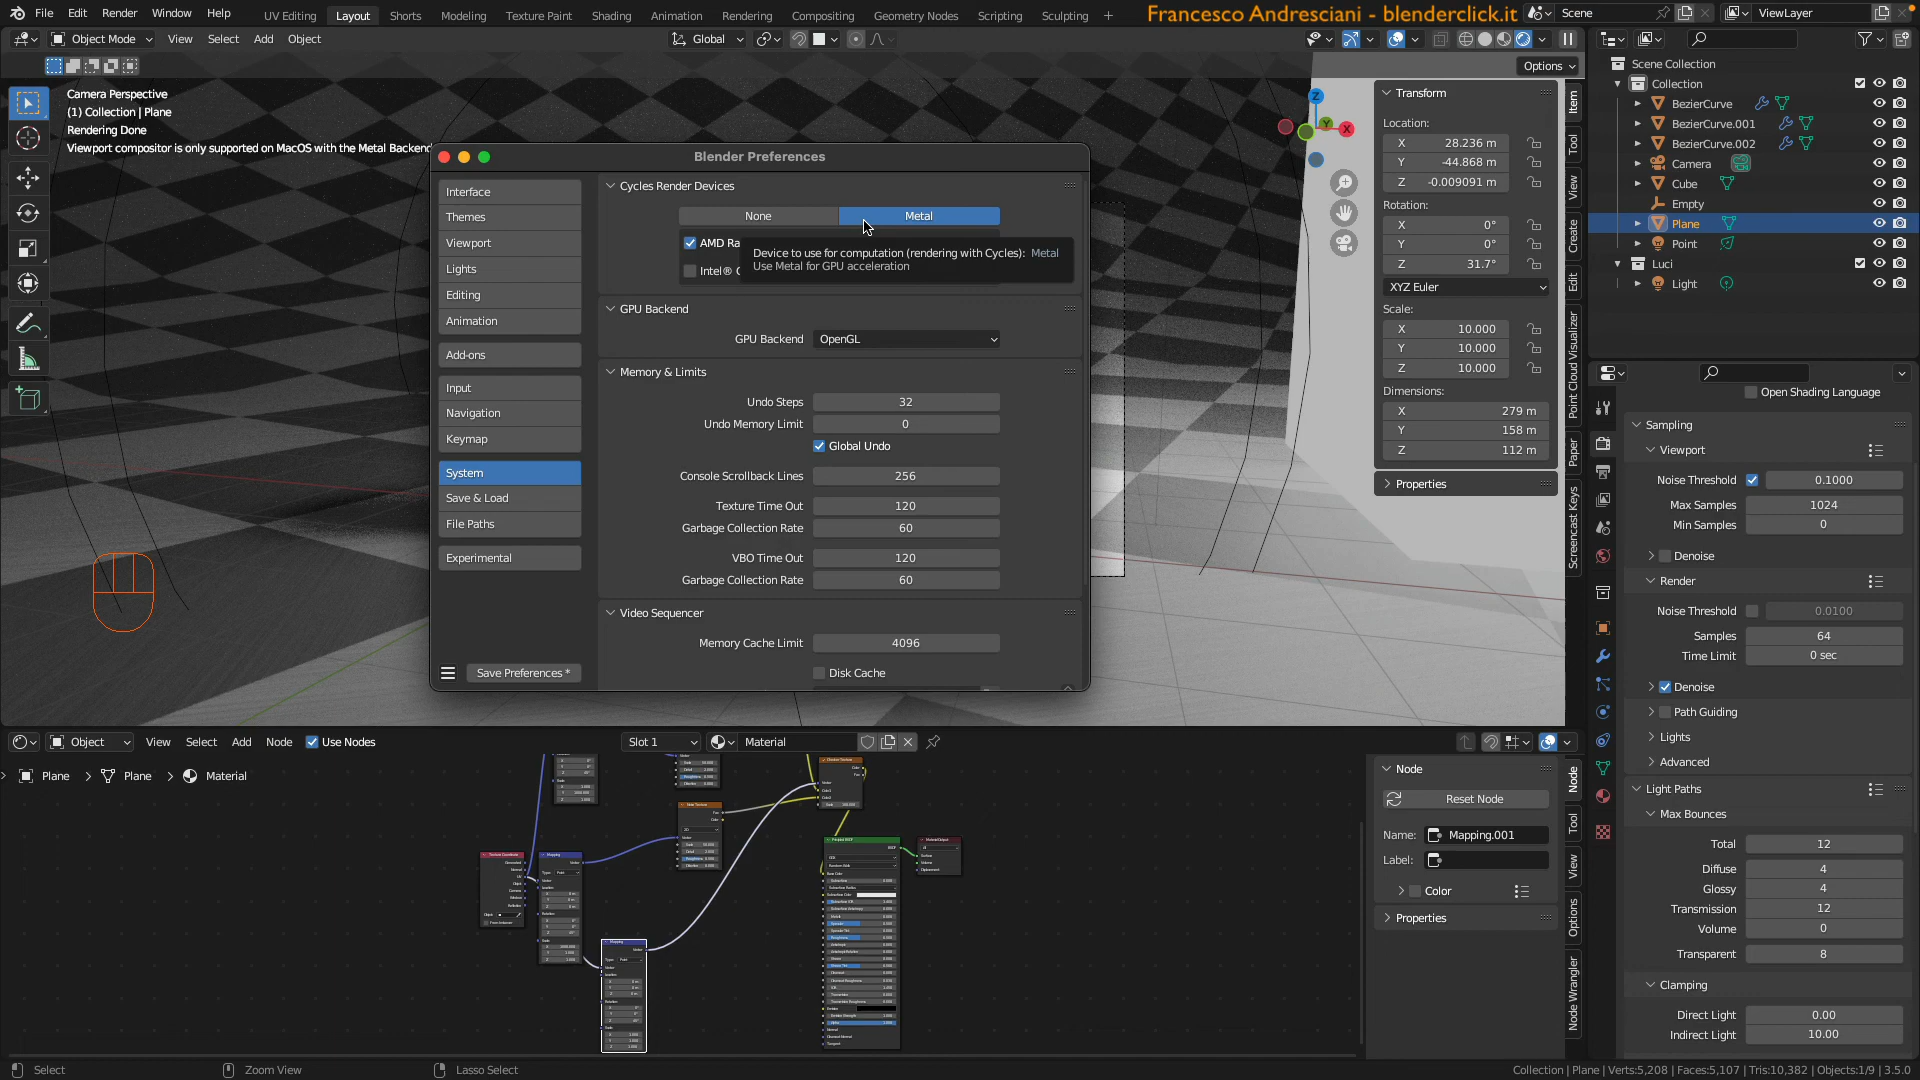 File Edit Render Window Help
UV Editing Layout Shorts Modeling Texture Paint Shading Animation Rendering Compositing Geometry Nodes Scripting Sculpting +
Francesco Andresciani - blenderclick.it
Scene
ViewLayer
Object Mode View Select Add Object
Global
Options
Camera Perspective
(1) Collection | Plane
Rendering Done
Viewport compositor is only supported on MacOS with the Metal Backend
Z
Y
X
Transform
Location:
X 28.236 m
Y -44.868 m
Z -0.009091 m
Rotation:
X 0°
Y 0°
Z 31.7°
XYZ Euler
Scale:
X 10.000
Y 10.000
Z 10.000
Dimensions:
X 279 m
Y 158 m
Z 112 m
Properties
Item
Tool
View
Create
Edit
Point Cloud Visualizer
Paper
Screencast Keys
Blender Preferences
Interface
Themes
Viewport
Lights
Editing
Animation
Add-ons
Input
Navigation
Keymap
System
Save & Load
File Paths
Experimental
Save Preferences *
Cycles Render Devices
None Metal
AMD Ra
Intel®
Device to use for computation (rendering with Cycles): Metal
Use Metal for GPU acceleration
GPU Backend
GPU Backend OpenGL
Memory & Limits
Undo Steps 32
Undo Memory Limit 0
Global Undo
Console Scrollback Lines 256
Texture Time Out 120
Garbage Collection Rate 60
VBO Time Out 120
Garbage Collection Rate 60
Video Sequencer
Memory Cache Limit 4096
Disk Cache
Scene Collection
Collection
BezierCurve
BezierCurve.001
BezierCurve.002
Camera
Cube
Empty
Plane
Point
Luci
Light
Open Shading Language
Sampling
Viewport
Noise Threshold 0.1000
Max Samples 1024
Min Samples 0
Denoise
Render
Noise Threshold 0.0100
Samples 64
Time Limit 0 sec
Denoise
Path Guiding
Lights
Advanced
Light Paths
Max Bounces
Total 12
Diffuse 4
Glossy 4
Transmission 12
Volume 0
Transparent 8
Clamping
Direct Light 0.00
Indirect Light 10.00
Object View Select Add Node Use Nodes
Slot 1
Material
Plane > Plane > Material
Node
Reset Node
Name: Mapping.001
Label:
Color
Properties
Node
Tool
View
Options
Node Wrangler
Select Zoom View Lasso Select
Collection | Plane | Verts:5,208 | Faces:5,107 | Tris:10,382 | Objects:1/9 | 3.5.0